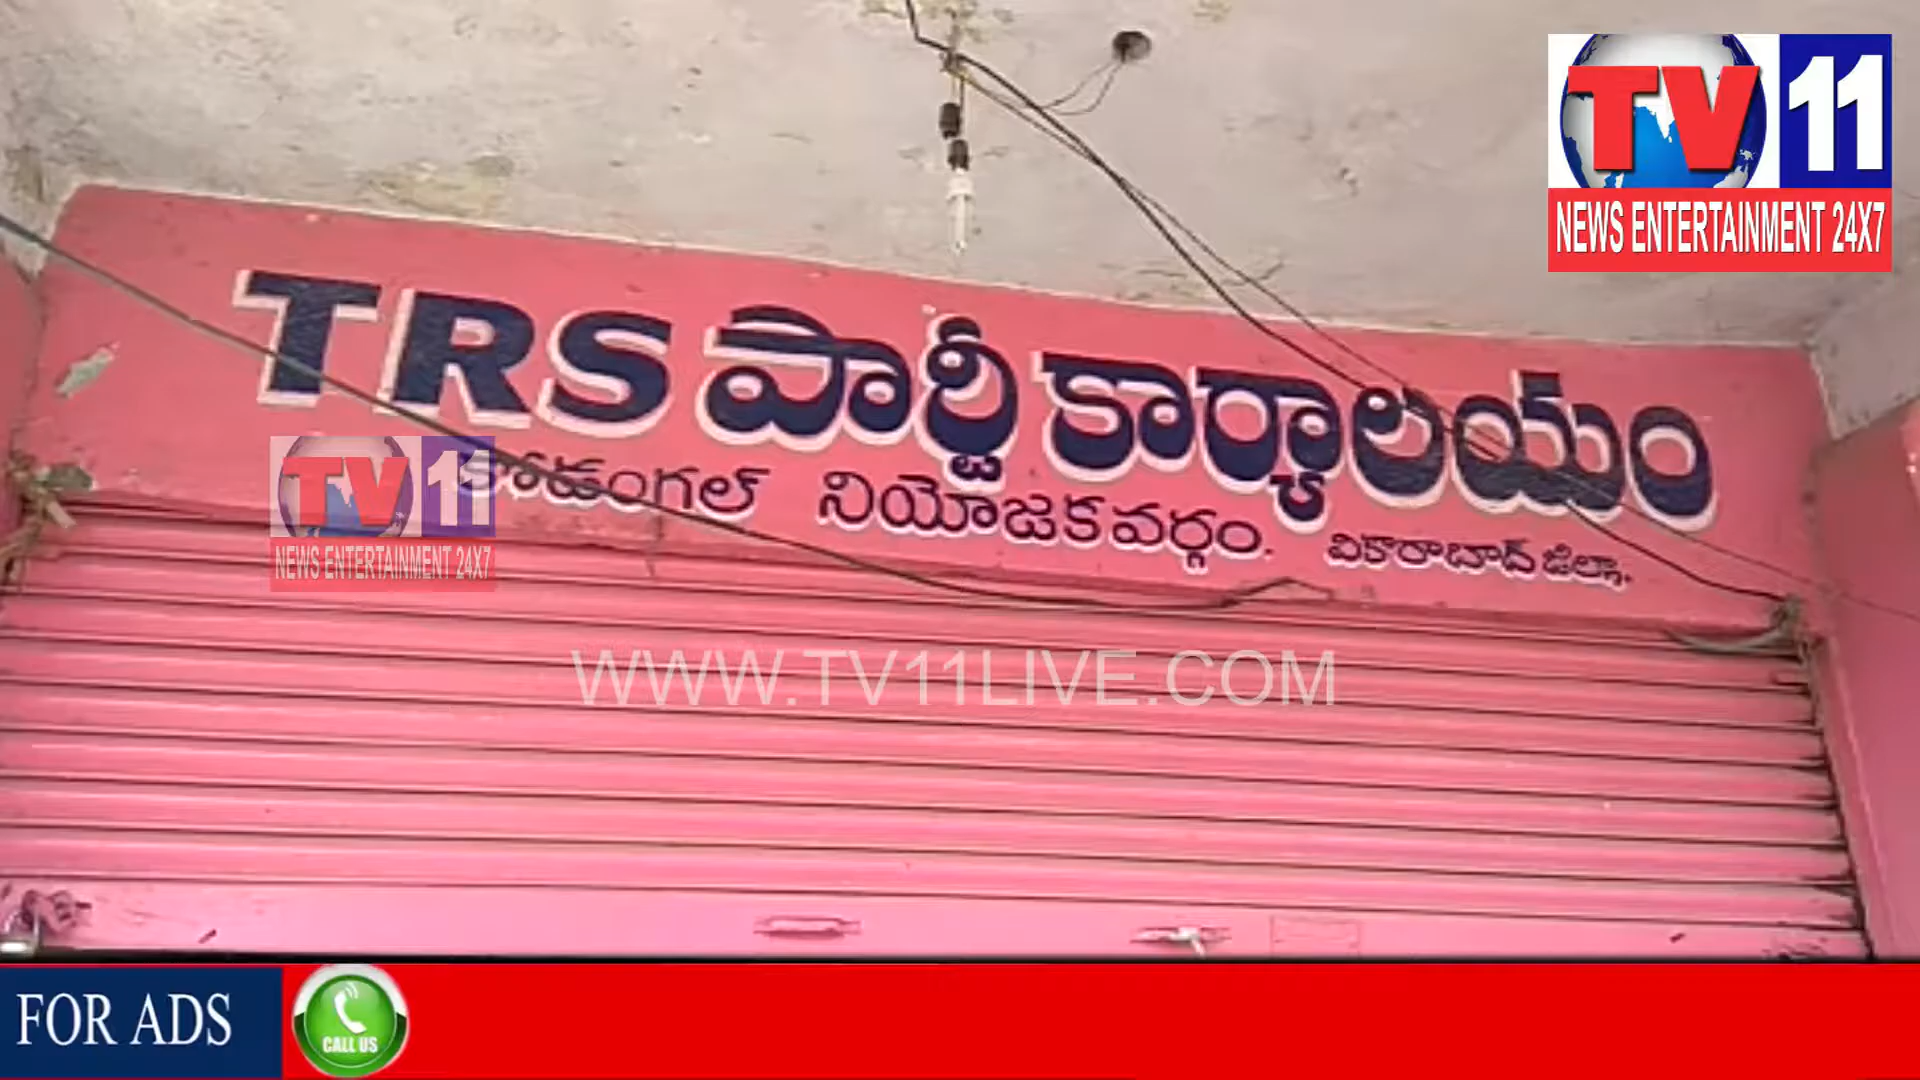 TV 11
NEWS ENTERTAINMENT 24X7
TRS పార్టీ కార్యాలయం
TV 11
NEWS ENTERTAINMENT 24X7
కోడంగల్ నియోజకవర్గం. వికారాబాద్ జిల్లా.
WWW.TV11LIVE.COM
FOR ADS
CALL US